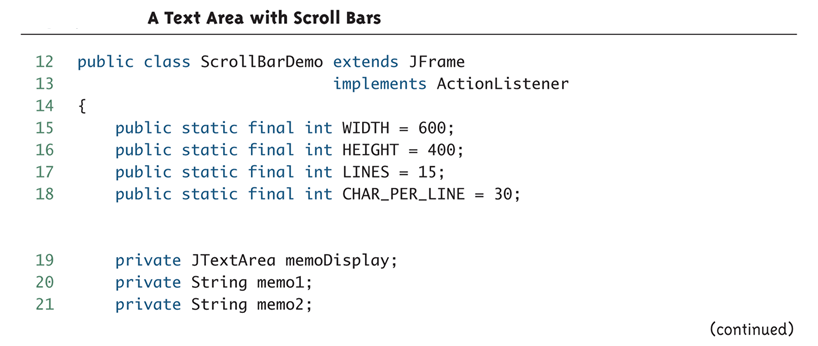 A Text Area with Scroll Bars
12 public class ScrollBarDemo extends JFrame
13 implements ActionListener
14 {
15 public static final int WIDTH = 600;
16 public static final int HEIGHT = 400;
17 public static final int LINES = 15;
18 public static final int CHAR_PER_LINE = 30;
19 private JTextArea memoDisplay;
20 private String memo1;
21 private String memo2;
(continued)